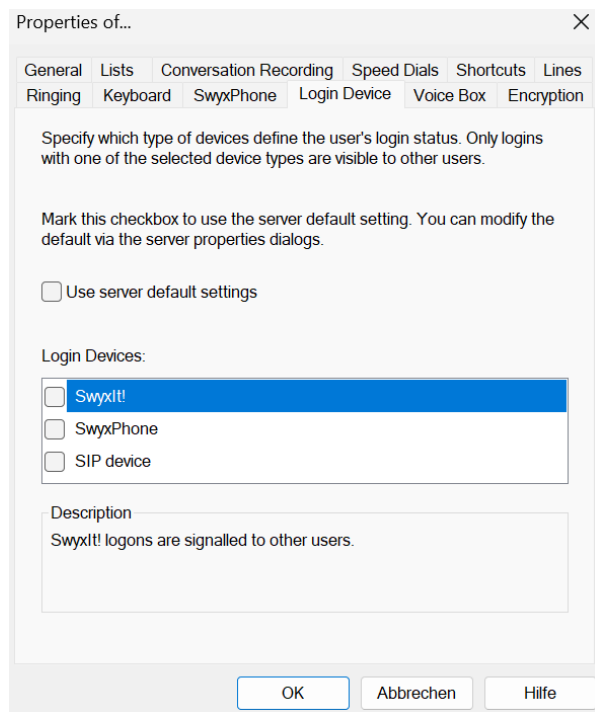 Properties of...
General Lists Conversation Recording Speed Dials Shortcuts Lines
Ringing Keyboard SwyxPhone Login Device Voice Box Encryption
Specify which type of devices define the user's login status. Only logins
with one of the selected device types are visible to other users.
Mark this checkbox to use the server default setting. You can modify the
default via the server properties dialogs.
Use server default settings
Login Devices:
SwyxIt!
SwyxPhone
SIP device
Description
SwyxIt! logons are signalled to other users.
OK Abbrechen Hilfe